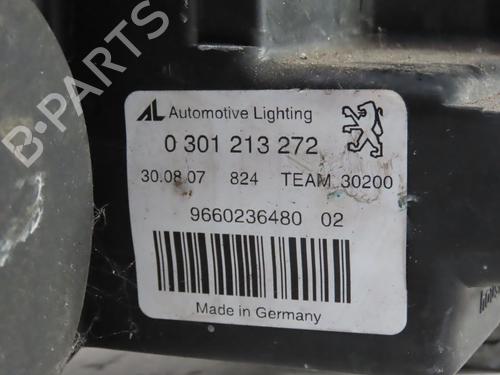 B-PARTS
AL Automotive Lighting
0 301 213 272
30.08.07 824 TEAM 30200
9660236480 02
Made in Germany